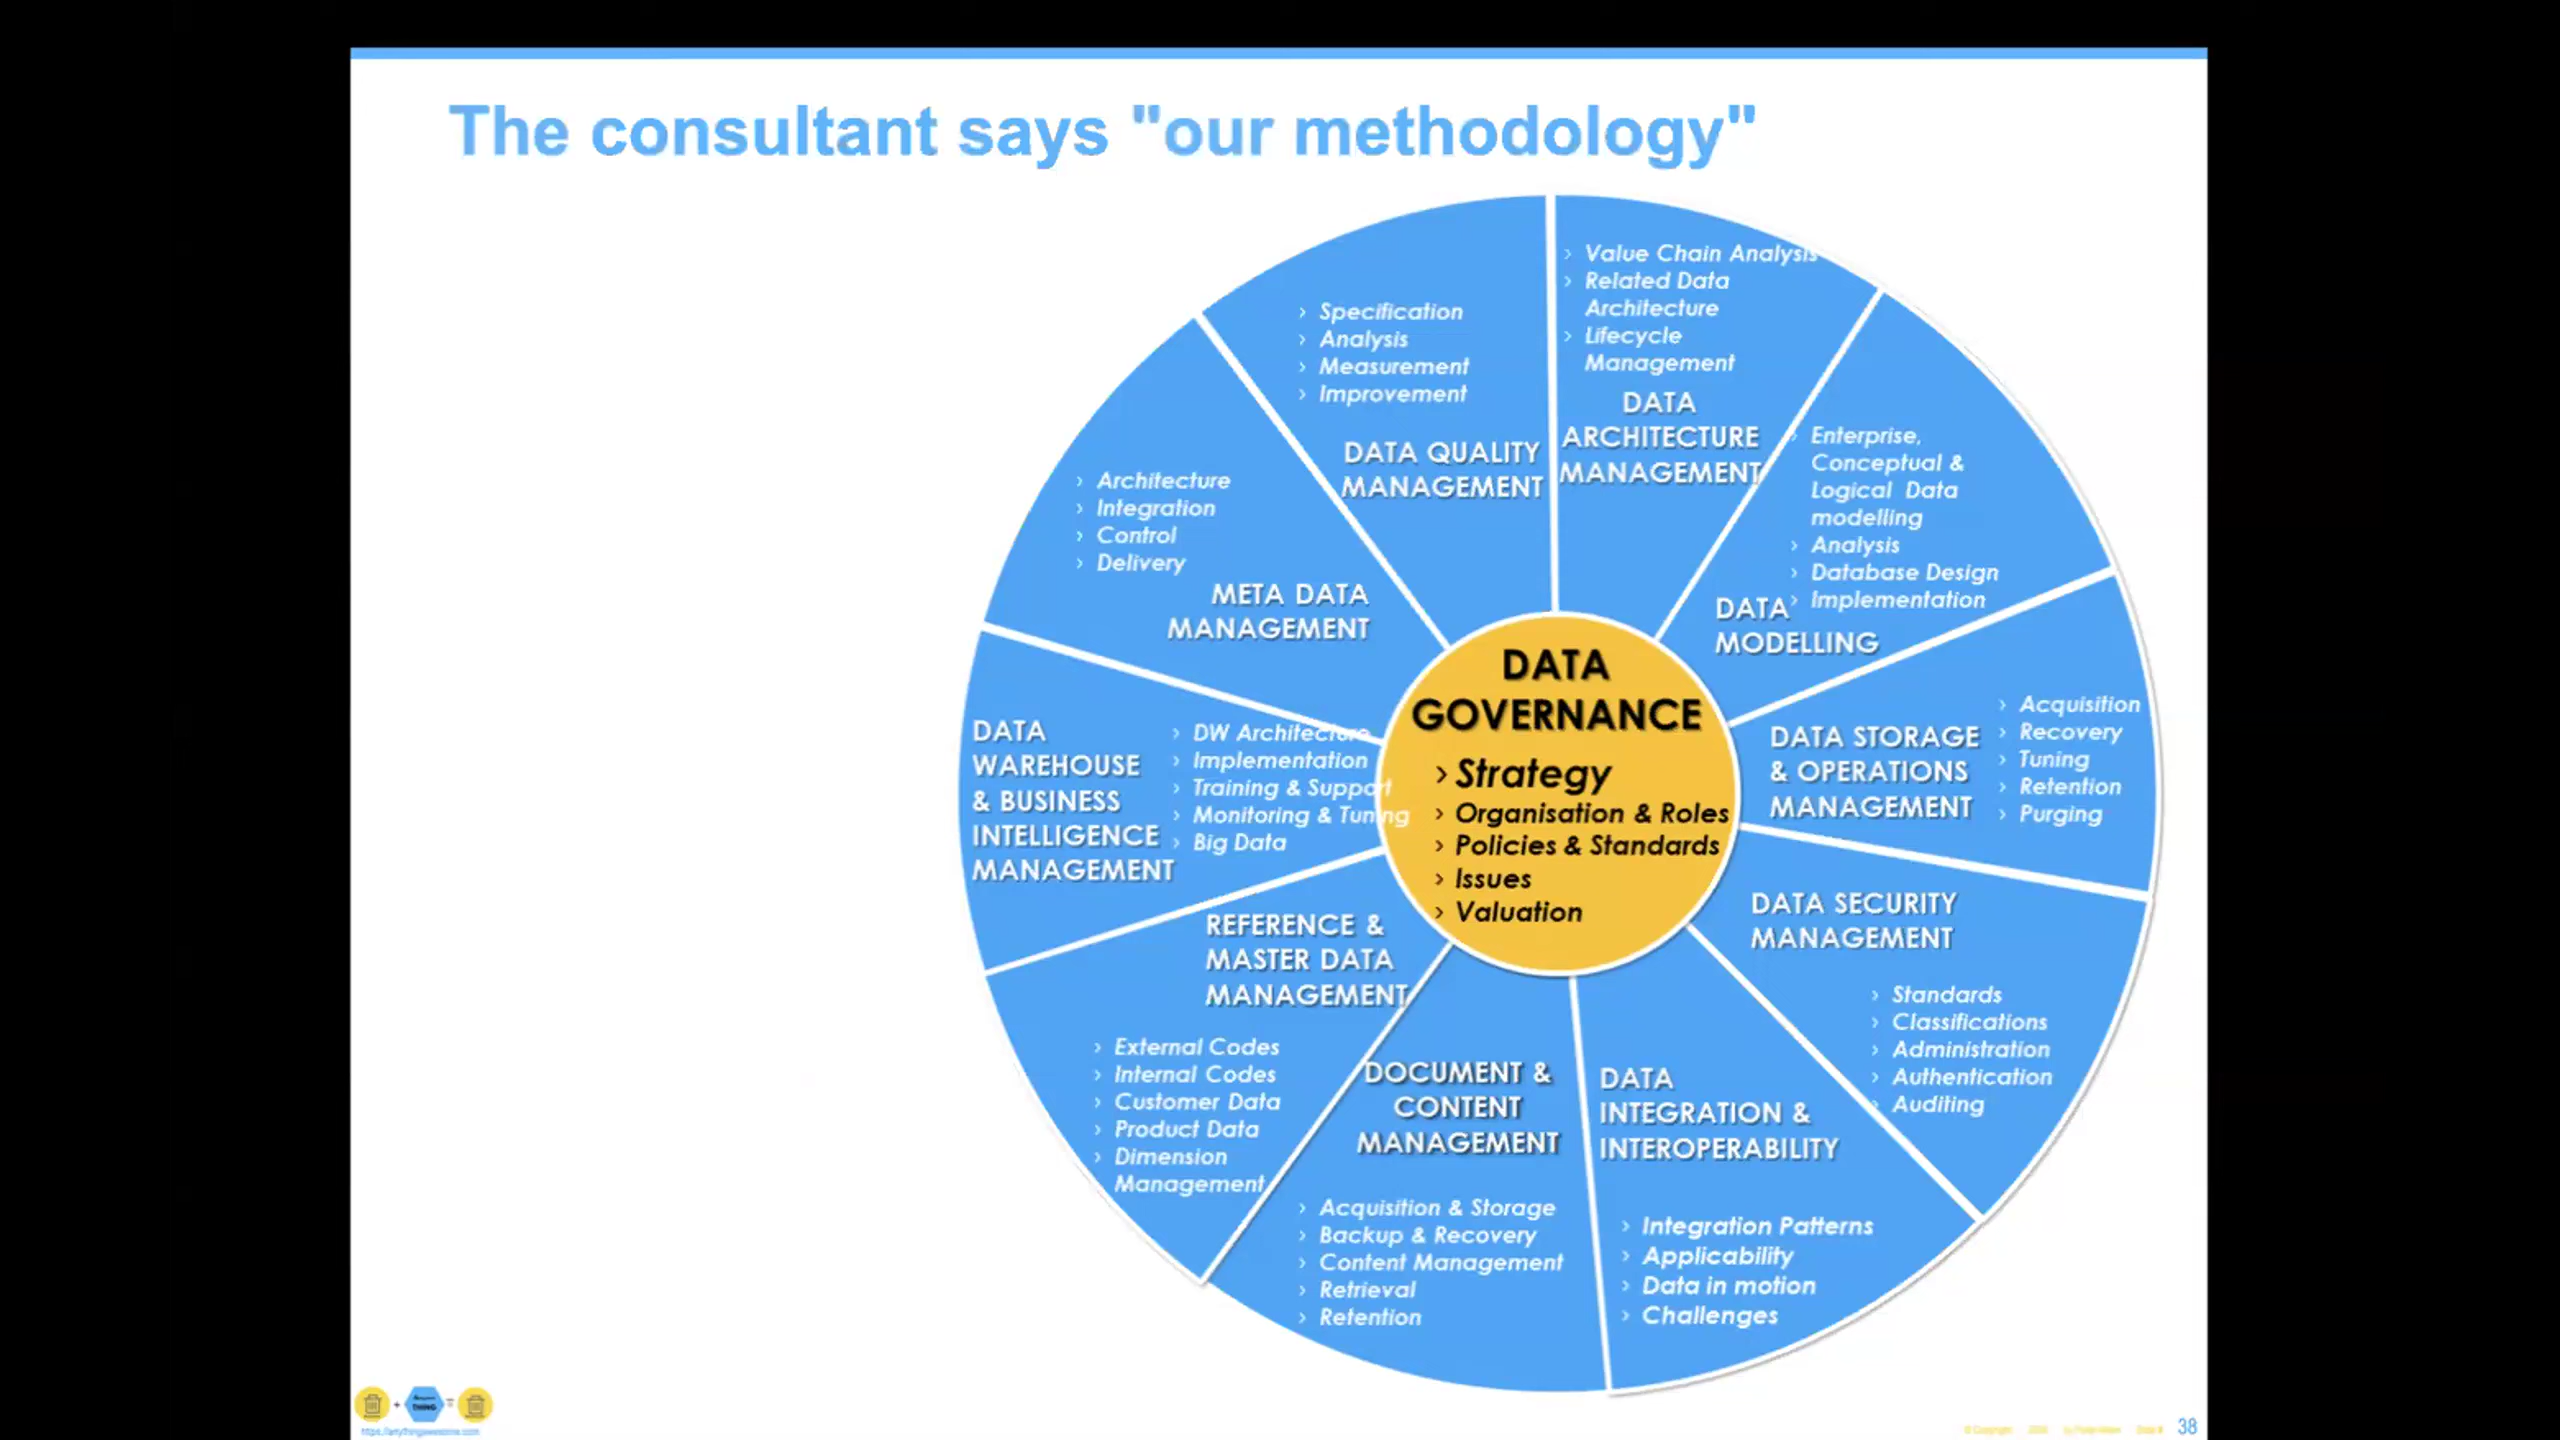 The consultant says "our methodology"
› Value Chain Analysis
› Related Data
Architecture
› Lifecycle
Management
DATA
ARCHITECTURE
MANAGEMENT
› Enterprise,
Conceptual &
Logical Data
modelling
› Analysis
› Database Design
› Implementation
DATA
MODELLING
DATA STORAGE
& OPERATIONS
MANAGEMENT
› Acquisition
› Recovery
› Tuning
› Retention
› Purging
DATA SECURITY
MANAGEMENT
› Standards
› Classifications
› Administration
› Authentication
› Auditing
DATA
INTEGRATION &
INTEROPERABILITY
› Integration Patterns
› Applicability
› Data in motion
› Challenges
DOCUMENT &
CONTENT
MANAGEMENT
› Acquisition & Storage
› Backup & Recovery
› Content Management
› Retrieval
› Retention
REFERENCE &
MASTER DATA
MANAGEMENT
› External Codes
› Internal Codes
› Customer Data
› Product Data
› Dimension
Management
DATA
WAREHOUSE
& BUSINESS
INTELLIGENCE
MANAGEMENT
› DW Architecture
› Implementation
› Training & Support
› Monitoring & Tuning
› Big Data
› Architecture
› Integration
› Control
› Delivery
META DATA
MANAGEMENT
› Specification
› Analysis
› Measurement
› Improvement
DATA QUALITY
MANAGEMENT
DATA
GOVERNANCE
› Strategy
› Organisation & Roles
› Policies & Standards
› Issues
› Valuation
THING
© Copyright
38